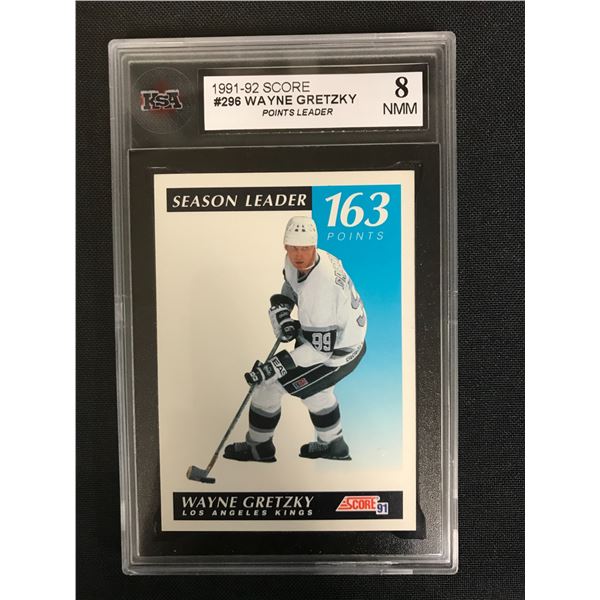 KSA
1991-92 SCORE
#296 WAYNE GRETZKY
POINTS LEADER
8
NMM
SEASON LEADER
163
POINTS
99
WAYNE GRETZKY
LOS ANGELES KINGS
SCORE 91